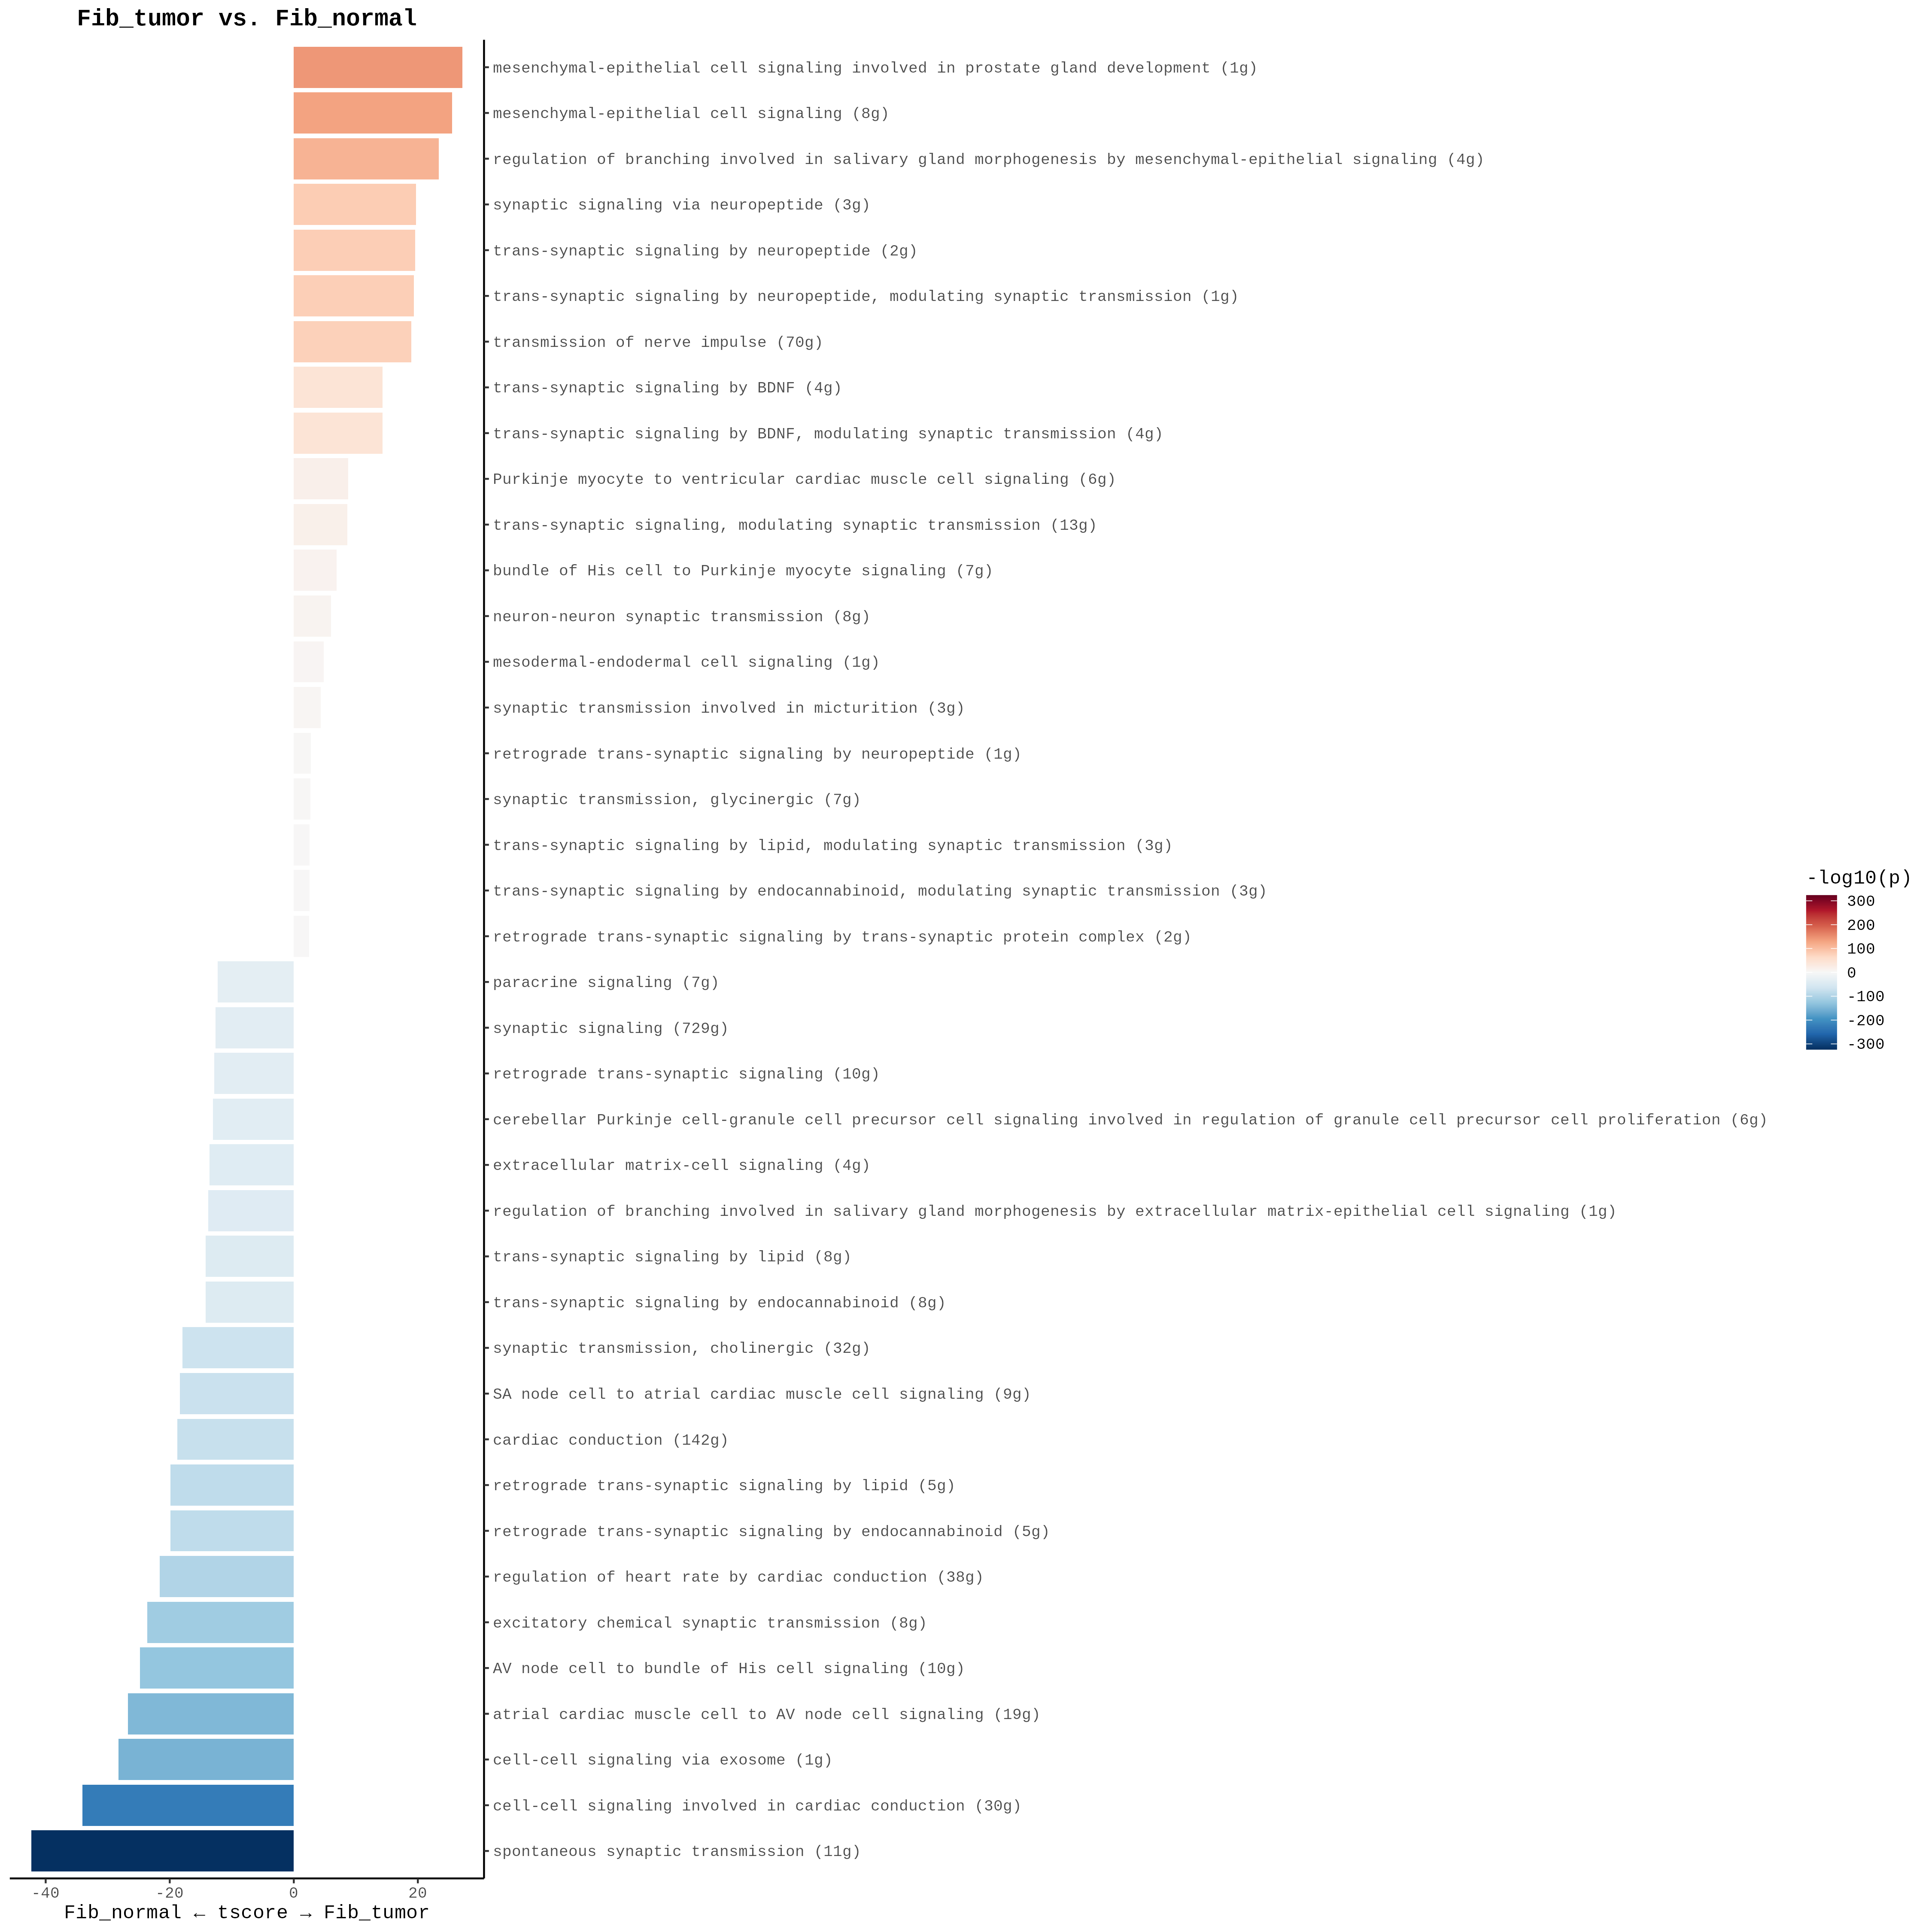 Fib_tumor vs. Fib_normal
mesenchymal-epithelial cell signaling involved in prostate gland development (1g)
mesenchymal-epithelial cell signaling (8g)
regulation of branching involved in salivary gland morphogenesis by mesenchymal-epithelial signaling (4g)
synaptic signaling via neuropeptide (3g)
trans-synaptic signaling by neuropeptide (2g)
trans-synaptic signaling by neuropeptide, modulating synaptic transmission (1g)
transmission of nerve impulse (70g)
trans-synaptic signaling by BDNF (4g)
trans-synaptic signaling by BDNF, modulating synaptic transmission (4g)
Purkinje myocyte to ventricular cardiac muscle cell signaling (6g)
trans-synaptic signaling, modulating synaptic transmission (13g)
bundle of His cell to Purkinje myocyte signaling (7g)
neuron-neuron synaptic transmission (8g)
mesodermal-endodermal cell signaling (1g)
synaptic transmission involved in micturition (3g)
retrograde trans-synaptic signaling by neuropeptide (1g)
synaptic transmission, glycinergic (7g)
trans-synaptic signaling by lipid, modulating synaptic transmission (3g)
trans-synaptic signaling by endocannabinoid, modulating synaptic transmission (3g)
retrograde trans-synaptic signaling by trans-synaptic protein complex (2g)
paracrine signaling (7g)
synaptic signaling (729g)
retrograde trans-synaptic signaling (10g)
cerebellar Purkinje cell-granule cell precursor cell signaling involved in regulation of granule cell precursor cell proliferation (6g)
extracellular matrix-cell signaling (4g)
regulation of branching involved in salivary gland morphogenesis by extracellular matrix-epithelial cell signaling (1g)
trans-synaptic signaling by lipid (8g)
trans-synaptic signaling by endocannabinoid (8g)
synaptic transmission, cholinergic (32g)
SA node cell to atrial cardiac muscle cell signaling (9g)
cardiac conduction (142g)
retrograde trans-synaptic signaling by lipid (5g)
retrograde trans-synaptic signaling by endocannabinoid (5g)
regulation of heart rate by cardiac conduction (38g)
excitatory chemical synaptic transmission (8g)
AV node cell to bundle of His cell signaling (10g)
atrial cardiac muscle cell to AV node cell signaling (19g)
cell-cell signaling via exosome (1g)
cell-cell signaling involved in cardiac conduction (30g)
spontaneous synaptic transmission (11g)
-40 -20 0 20
Fib_normal ← tscore → Fib_tumor
-log10(p)
300
200
100
0
-100
-200
-300